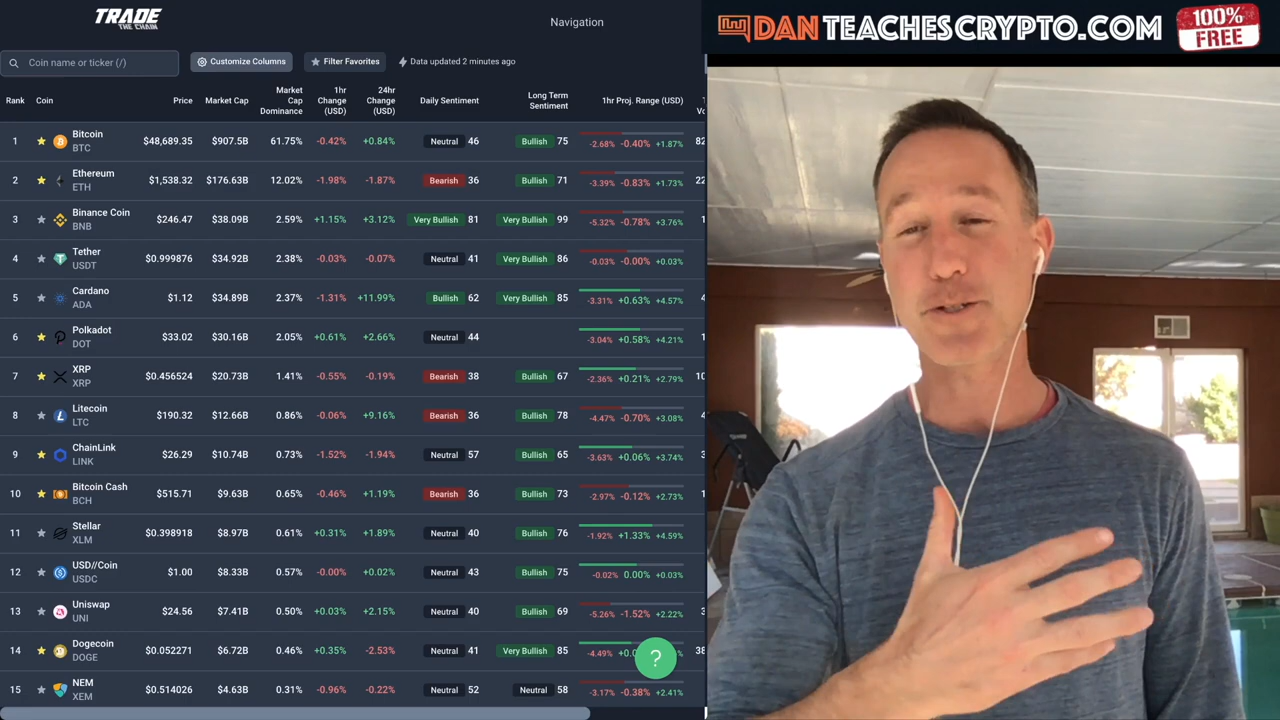 TRADE
THE CHAIN
Navigation
DANTEACHESCRYPTO.COM
100%
FREE
Coin name or ticker (/)
Customize Columns
Filter Favorites
Data updated 2 minutes ago
Rank Coin Price Market Cap Market Cap Dominance 1hr Change (USD) 24hr Change (USD) Daily Sentiment Long Term Sentiment 1hr Proj. Range (USD)
1 Bitcoin BTC $48,689.35 $907.5B 61.75% -0.42% +0.84% Neutral 46 Bullish 75 -2.68% -0.40% +1.87% 82
2 Ethereum ETH $1,538.32 $176.63B 12.02% -1.98% -1.87% Bearish 36 Bullish 71 -3.39% -0.83% +1.73% 22
3 Binance Coin BNB $246.47 $38.09B 2.59% +1.15% +3.12% Very Bullish 81 Very Bullish 99 -5.32% -0.78% +3.76% 1
4 Tether USDT $0.999876 $34.92B 2.38% -0.03% -0.07% Neutral 41 Very Bullish 86 -0.03% -0.00% +0.03%
5 Cardano ADA $1.12 $34.89B 2.37% -1.31% +11.99% Bullish 62 Very Bullish 85 -3.31% +0.63% +4.57% 4
6 Polkadot DOT $33.02 $30.16B 2.05% +0.61% +2.66% Neutral 44 -3.04% +0.58% +4.21% 1
7 XRP XRP $0.456524 $20.73B 1.41% -0.55% -0.19% Bearish 38 Bullish 67 -2.36% +0.21% +2.79% 10
8 Litecoin LTC $190.32 $12.66B 0.86% -0.06% +9.16% Bearish 36 Bullish 78 -4.47% -0.70% +3.08% 4
9 ChainLink LINK $26.29 $10.74B 0.73% -1.52% -1.94% Neutral 57 Bullish 65 -3.63% +0.06% +3.74% 3
10 Bitcoin Cash BCH $515.71 $9.63B 0.65% -0.46% +1.19% Bearish 36 Bullish 73 -2.97% -0.12% +2.73% 2
11 Stellar XLM $0.398918 $8.97B 0.61% +0.31% +1.89% Neutral 40 Bullish 76 -1.92% +1.33% +4.59% 1
12 USD//Coin USDC $1.00 $8.33B 0.57% -0.00% +0.02% Neutral 43 Bullish 75 -0.02% 0.00% +0.03%
13 Uniswap UNI $24.56 $7.41B 0.50% +0.03% +2.15% Neutral 40 Bullish 69 -5.26% -1.52% +2.22% 3
14 Dogecoin DOGE $0.052271 $6.72B 0.46% +0.35% -2.53% Neutral 41 Very Bullish 85 -4.49% 38
?
15 NEM XEM $0.514026 $4.63B 0.31% -0.96% -0.22% Neutral 52 Neutral 58 -3.17% -0.38% +2.41% 1